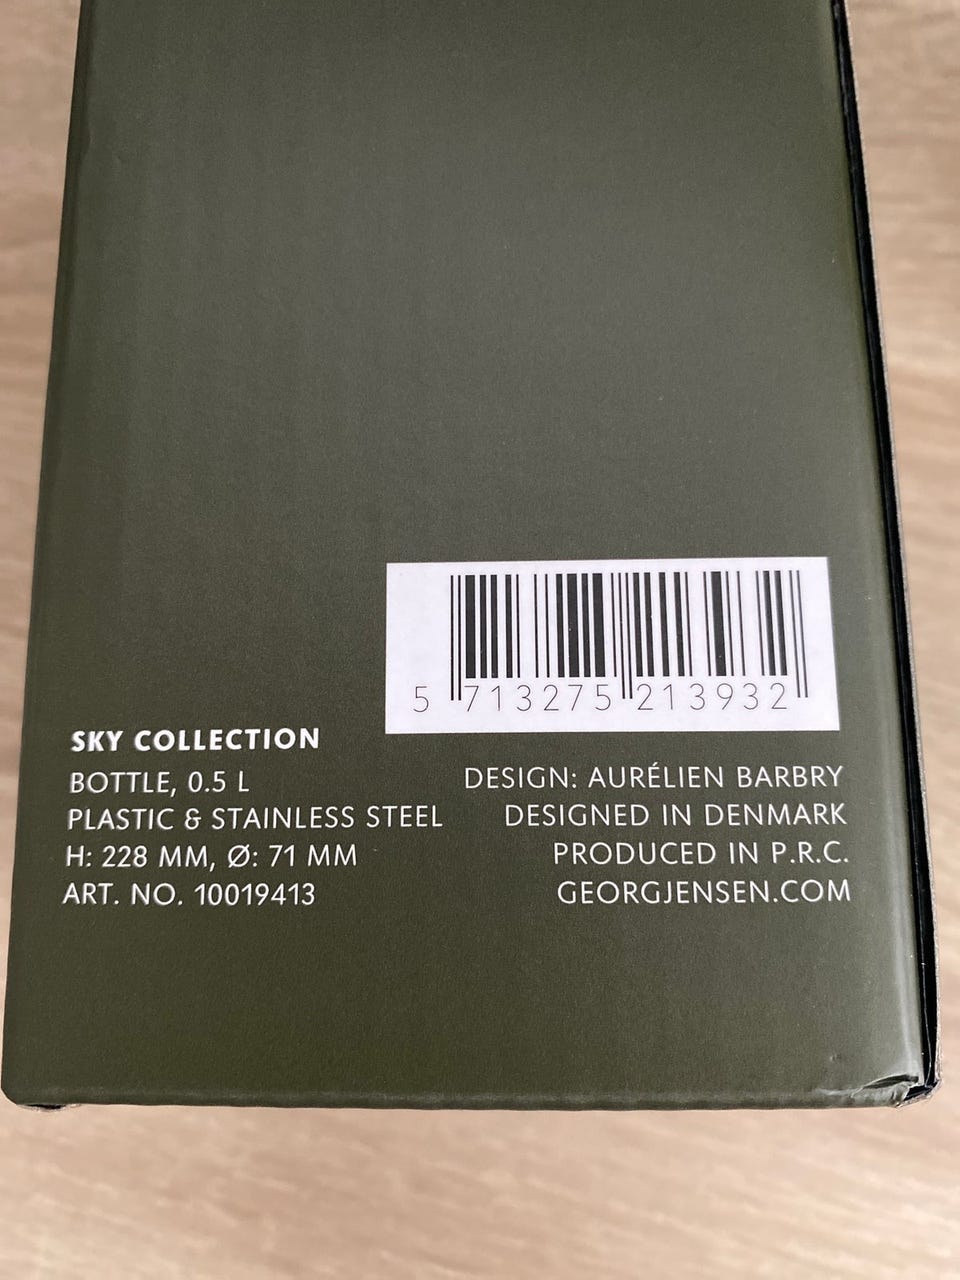 5 713275 213932
SKY COLLECTION
BOTTLE, 0.5 L
PLASTIC & STAINLESS STEEL
H: 228 MM, Ø: 71 MM
ART. NO. 10019413
DESIGN: AURÉLIEN BARBRY
DESIGNED IN DENMARK
PRODUCED IN P.R.C.
GEORGJENSEN.COM